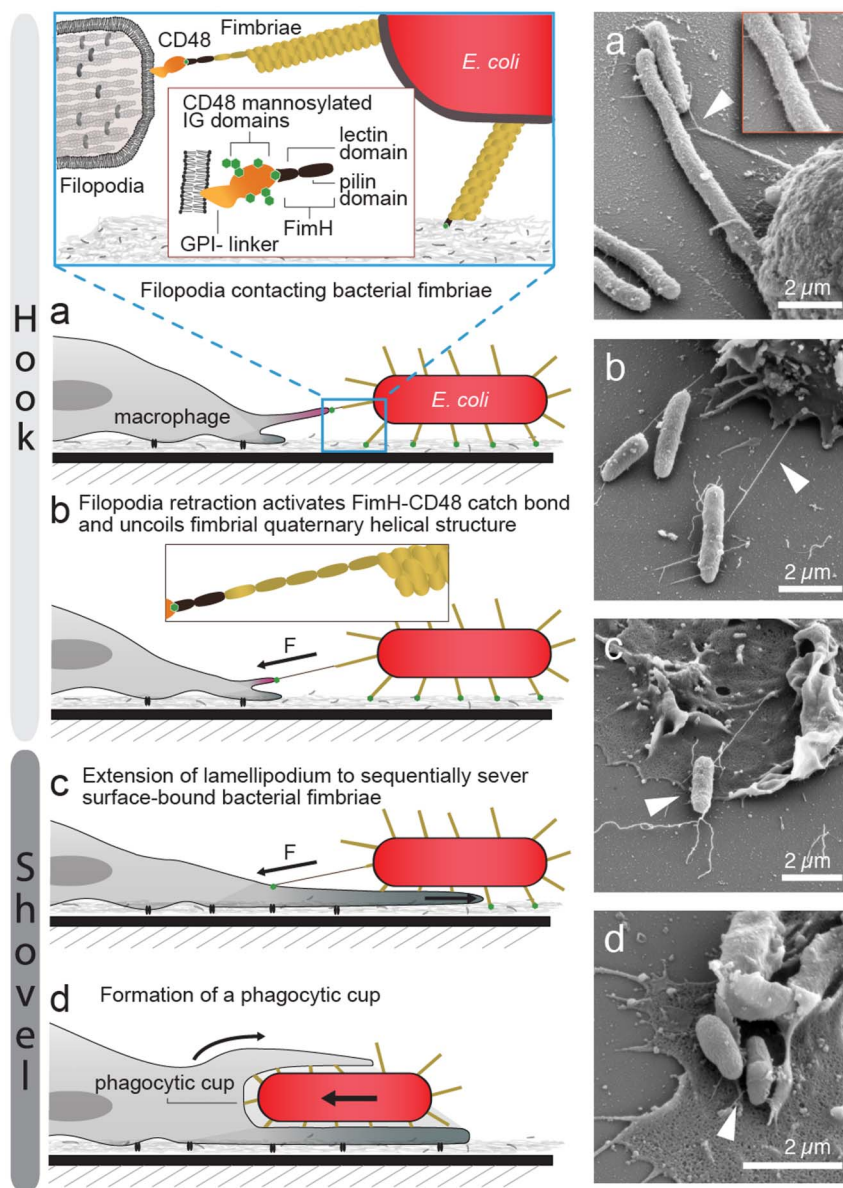 Hook
CD48
Fimbriae
E. coli
CD48 mannosylated
IG domains
lectin
domain
pilin
domain
FimH
GPI- linker
Filopodia
Filopodia contacting bacterial fimbriae
a
macrophage
E. coli
b Filopodia retraction activates FimH-CD48 catch bond
and uncoils fimbrial quaternary helical structure
F
Shovel
c Extension of lamellipodium to sequentially sever
surface-bound bacterial fimbriae
F
d Formation of a phagocytic cup
phagocytic cup
a
2 µm
b
2 µm
c
2 µm
d
2 µm